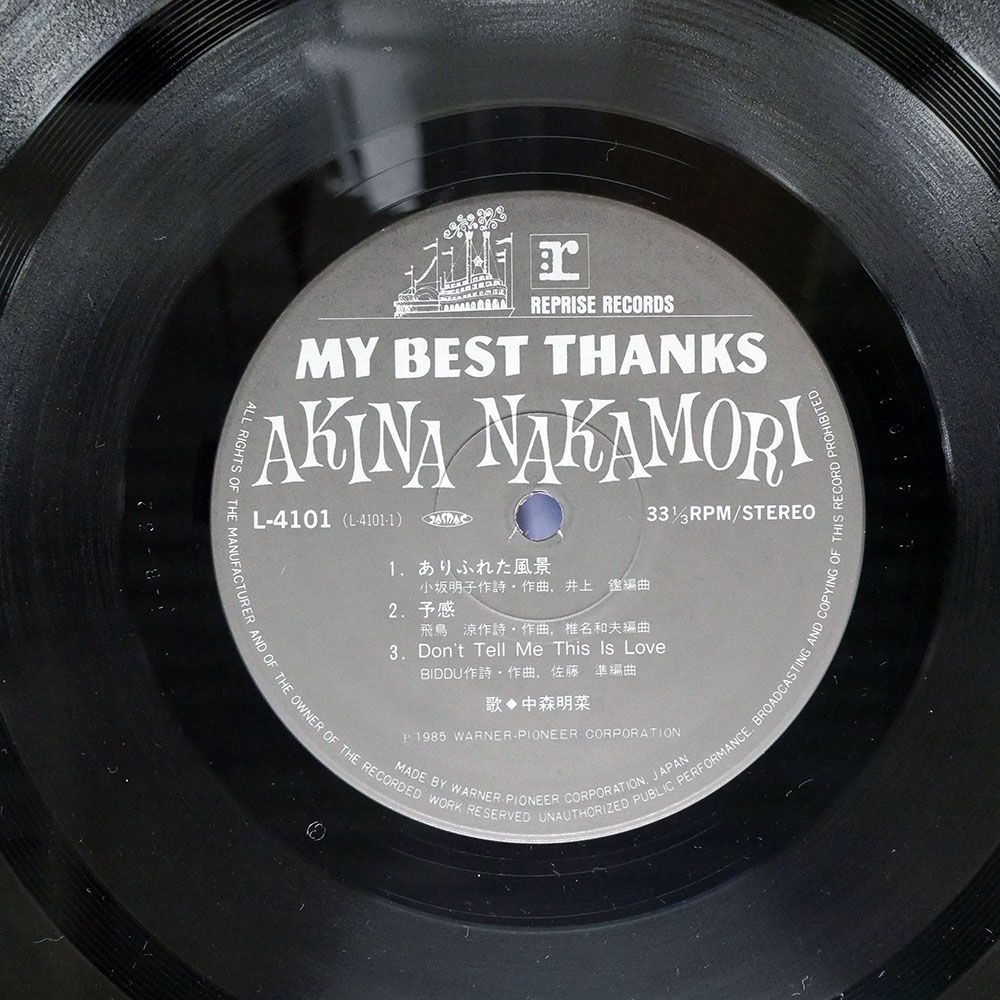 r
REPRISE RECORDS
MY BEST THANKS
AKINA NAKAMORI
L-4101 (L-4101-1) JASRAC 33 1/3 RPM/STEREO
1. ありふれた風景
小坂明子作詩・作曲, 井上 鑑編曲
2. 予感
飛鳥 涼作詩・作曲, 椎名和夫編曲
3. Don't Tell Me This Is Love
BIDDU作詩・作曲, 佐藤 準編曲
歌◆中森明菜
℗ 1985 WARNER-PIONEER CORPORATION
MADE BY WARNER-PIONEER CORPORATION, JAPAN
ALL RIGHTS OF THE MANUFACTURER AND OF THE OWNER OF THE RECORDED WORK RESERVED UNAUTHORIZED PUBLIC PERFORMANCE, BROADCASTING AND COPYING OF THIS RECORD PROHIBITED